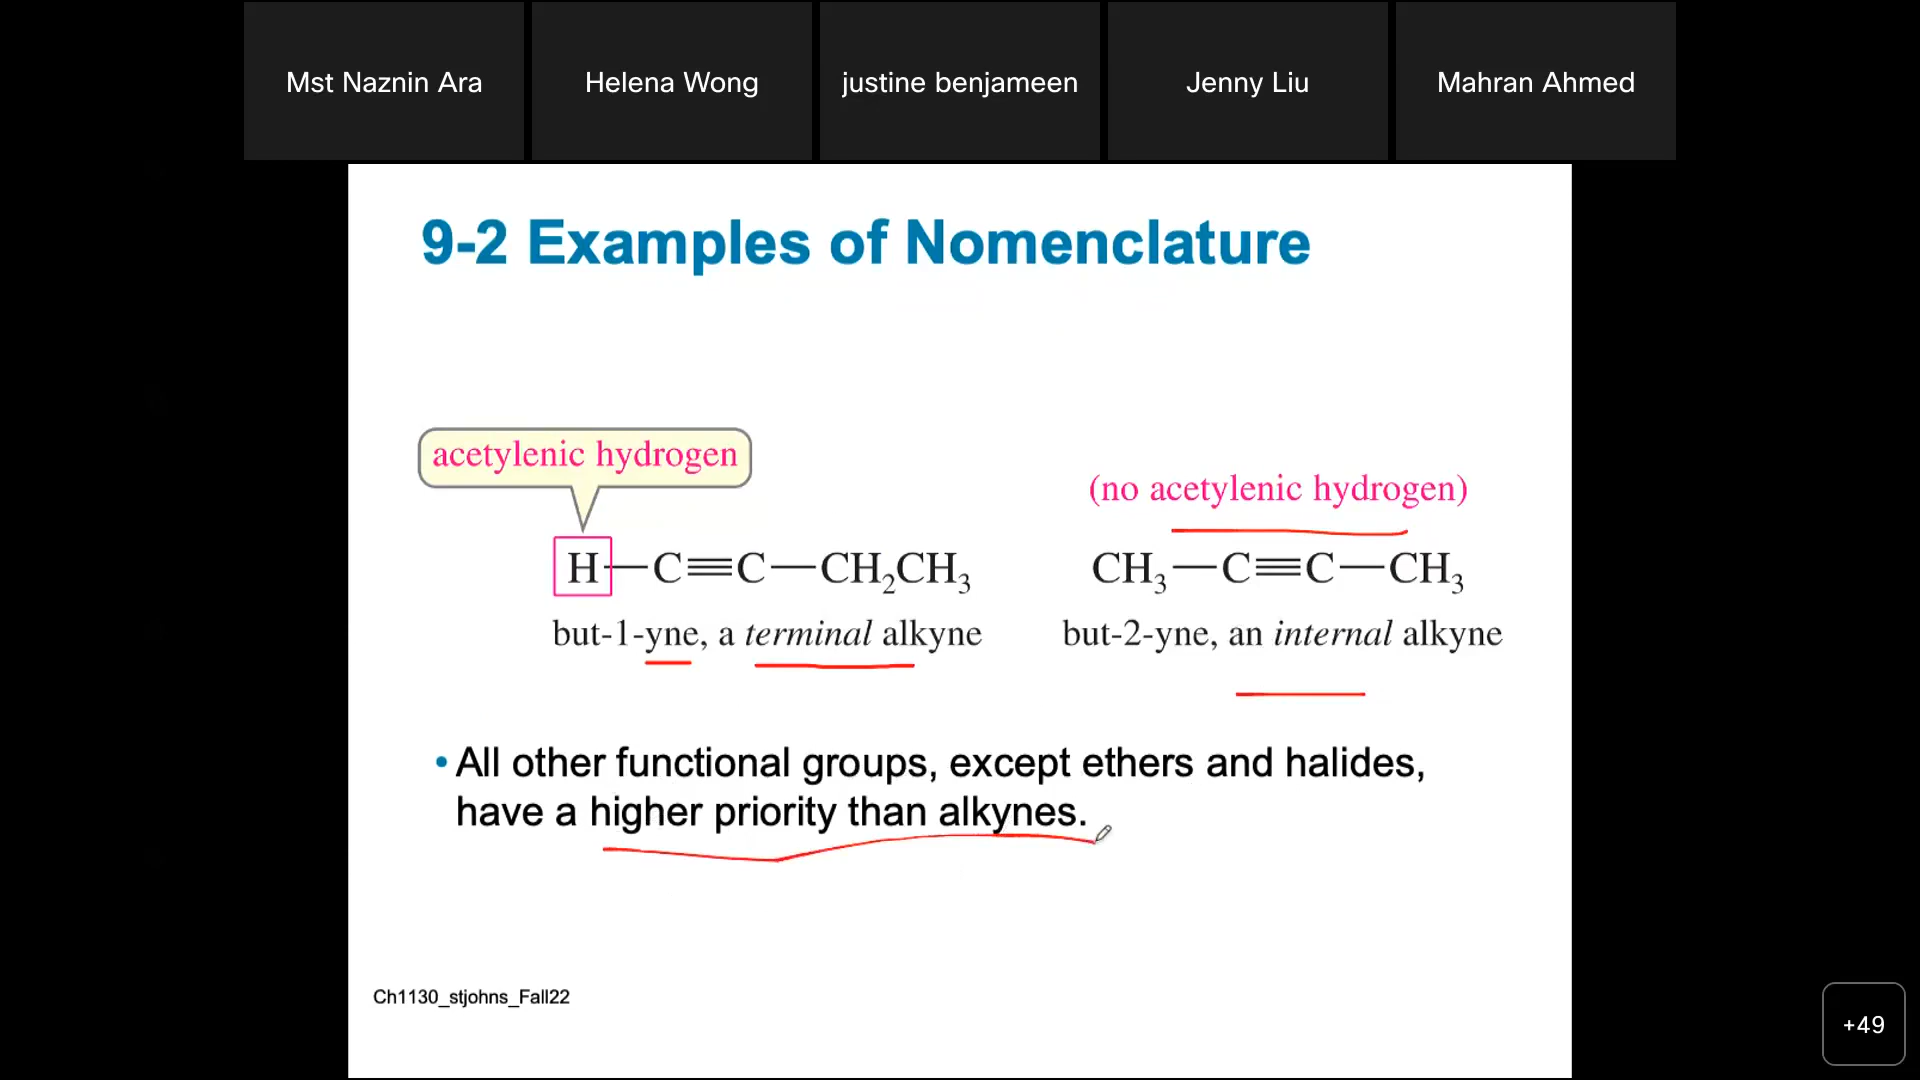 Mst Naznin Ara
Helena Wong
justine benjameen
Jenny Liu
Mahran Ahmed
9-2 Examples of Nomenclature
acetylenic hydrogen
(no acetylenic hydrogen)
H—C≡C—CH₂CH₃
CH₃—C≡C—CH₃
but-1-yne, a terminal alkyne
but-2-yne, an internal alkyne
• All other functional groups, except ethers and halides,
have a higher priority than alkynes.
Ch1130_stjohns_Fall22
+49